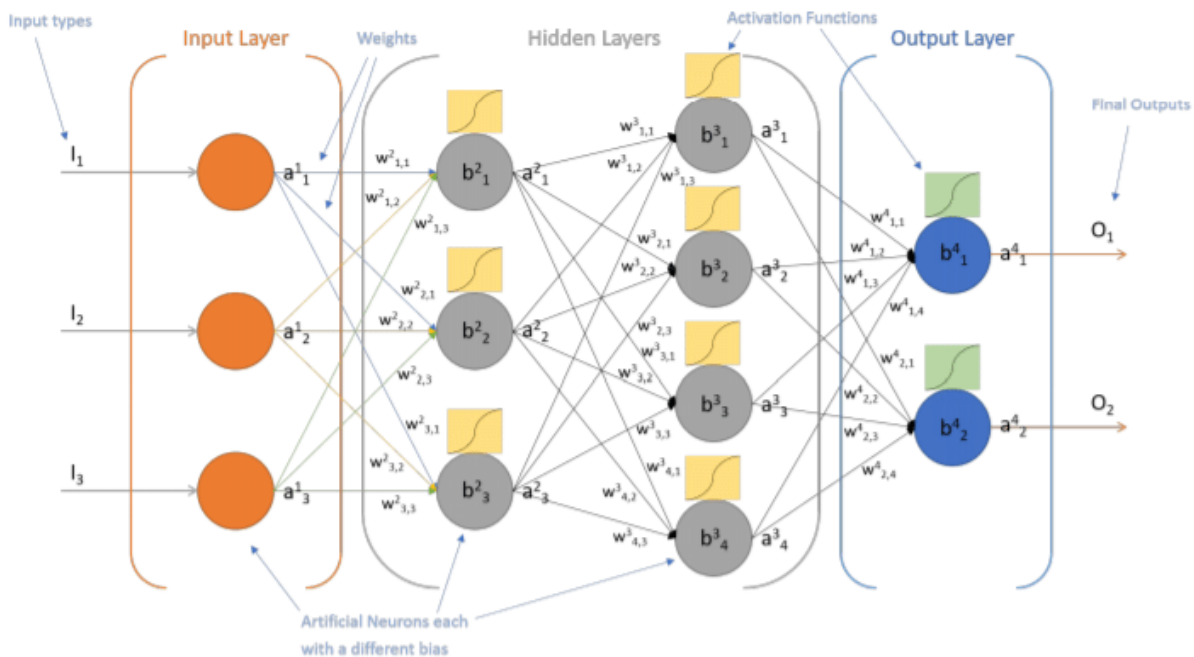 Input types
Input Layer
Weights
Hidden Layers
Activation Functions
Output Layer
Final Outputs
I₁
I₂
I₃
a¹₁
a¹₂
a¹₃
w²₁,₁
w²₁,₂
w²₁,₃
w²₂,₁
w²₂,₂
w²₂,₃
w²₃,₁
w²₃,₂
w²₃,₃
b²₁
b²₂
b²₃
a²₁
a²₂
a²₃
w³₁,₁
w³₁,₂
w³₁,₃
w³₂,₁
w³₂,₂
w³₂,₃
w³₃,₁
w³₃,₂
w³₃,₃
w³₄,₁
w³₄,₂
w³₄,₃
b³₁
b³₂
b³₃
b³₄
a³₁
a³₂
a³₃
a³₄
w⁴₁,₁
w⁴₁,₂
w⁴₁,₃
w⁴₁,₄
w⁴₂,₁
w⁴₂,₂
w⁴₂,₃
w⁴₂,₄
b⁴₁
b⁴₂
a⁴₁
a⁴₂
O₁
O₂
Artificial Neurons each
with a different bias